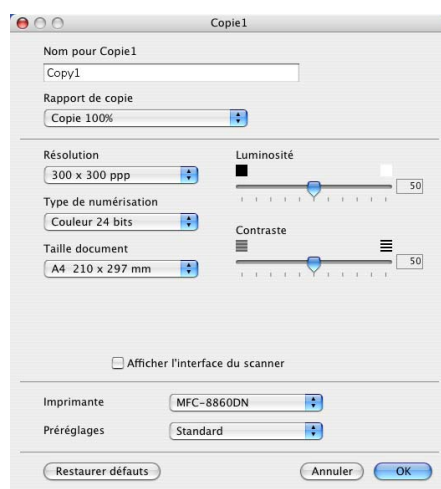 Copie1
Nom pour Copie1
Copy1
Rapport de copie
Copie 100%
Résolution
300 x 300 ppp
Type de numérisation
Couleur 24 bits
Taille document
A4 210 x 297 mm
Luminosité
50
Contraste
50
Afficher l'interface du scanner
Imprimante
MFC-8860DN
Préréglages
Standard
Restaurer défauts
Annuler
OK